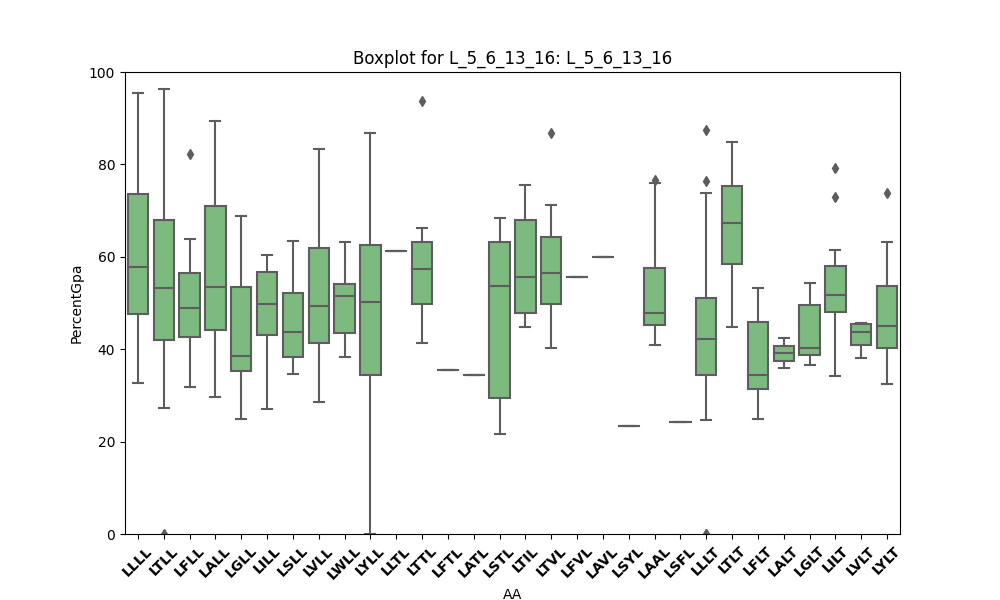 Boxplot for L_5_6_13_16: L_5_6_13_16
100
80
60
40
20
0
PercentGpa
LLLL
LTLL
LFLL
LALL
LGLL
LILL
LSLL
LVLL
LWLL
LYLL
LLTL
LTTL
LFTL
LATL
LSTL
LTIL
LTVL
LFVL
LAVL
LSYL
LAAL
LSFL
LLLT
LTLT
LFLT
LALT
LGLT
LILT
LVLT
LYLT
AA